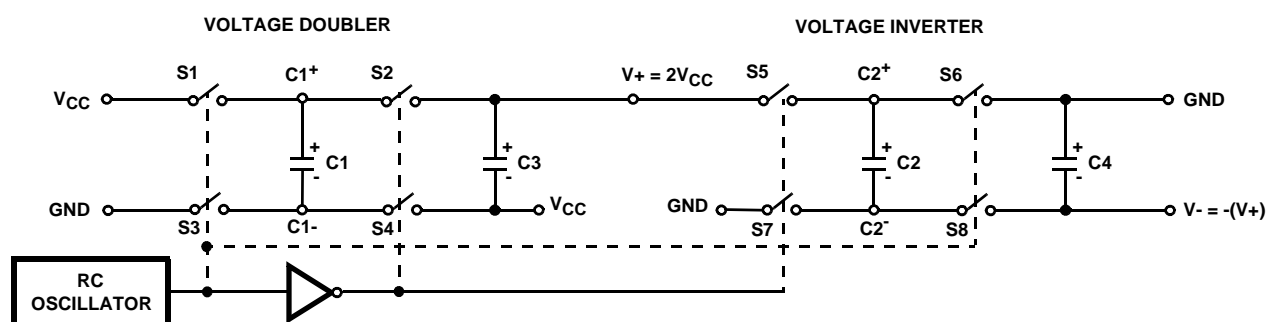 VOLTAGE DOUBLER
VOLTAGE INVERTER
S1 C1+ S2 V+ = 2VCC S5 C2+ S6
VCC GND
+ C1 - + C3 - + C2 - + C4 -
GND S3 C1- S4 VCC GND S7 C2- S8 V- = -(V+)
RC
OSCILLATOR